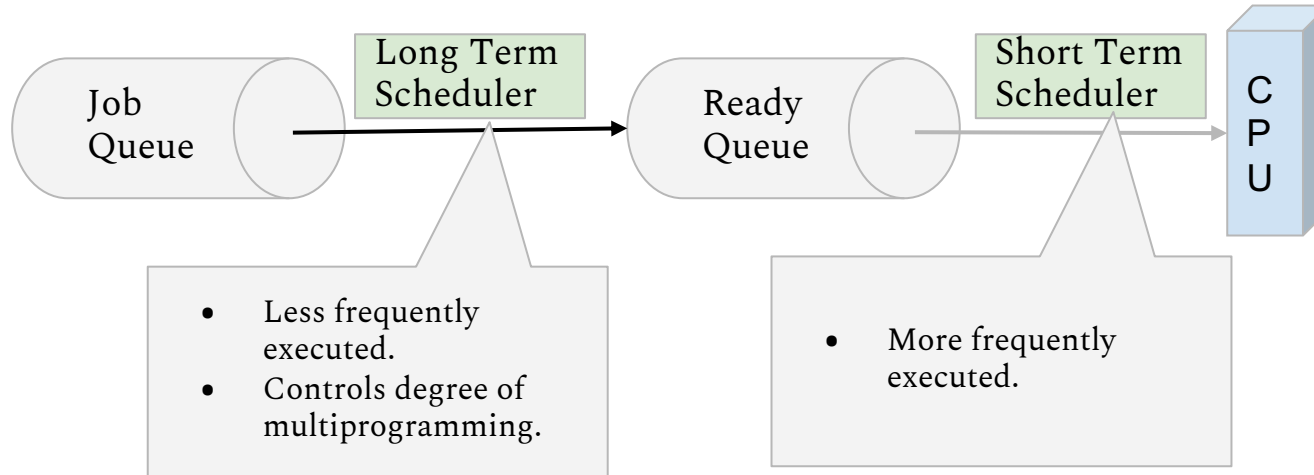 Job
Queue
Long Term
Scheduler
Ready
Queue
Short Term
Scheduler
C
P
U
● Less frequently
executed.
● Controls degree of
multiprogramming.
● More frequently
executed.